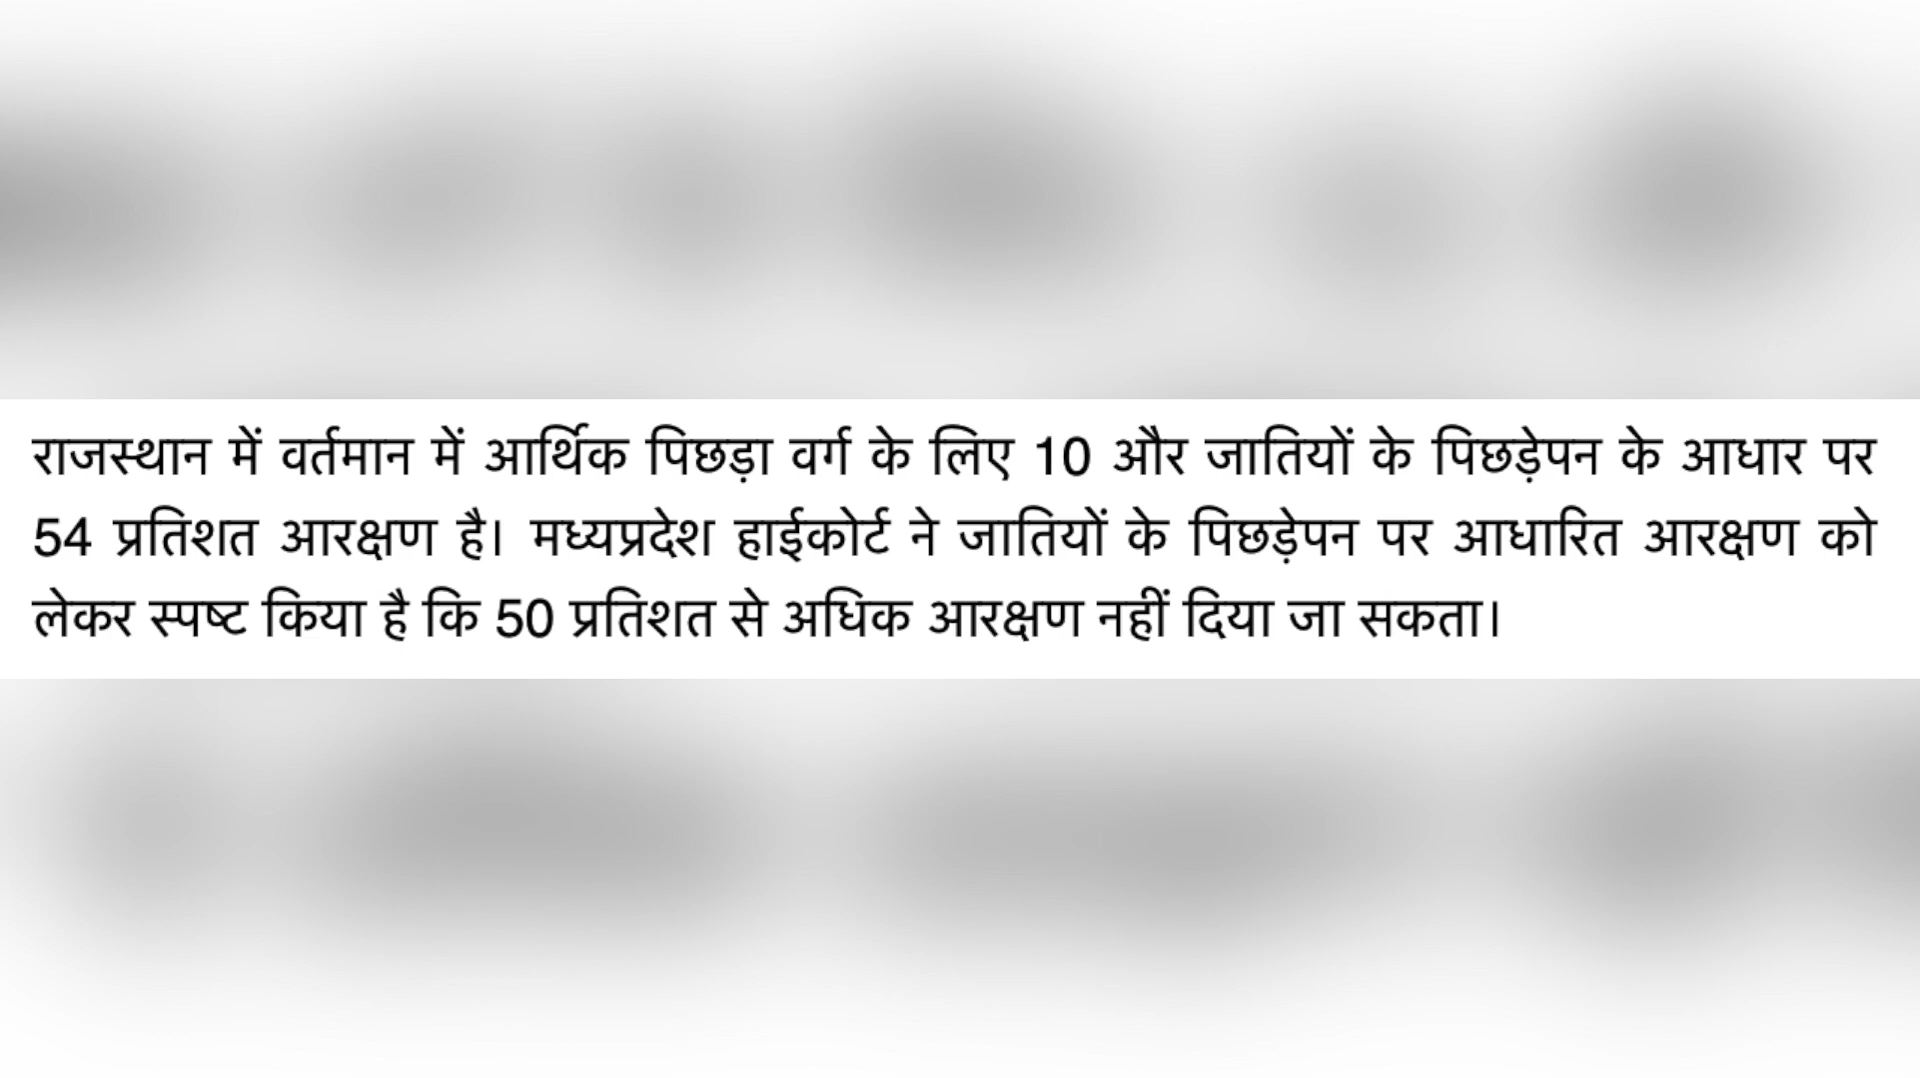 राजस्थान में वर्तमान में आर्थिक पिछड़ा वर्ग के लिए 10 और जातियों के पिछड़ेपन के आधार पर
54 प्रतिशत आरक्षण है। मध्यप्रदेश हाईकोर्ट ने जातियों के पिछड़ेपन पर आधारित आरक्षण को
लेकर स्पष्ट किया है कि 50 प्रतिशत से अधिक आरक्षण नहीं दिया जा सकता।